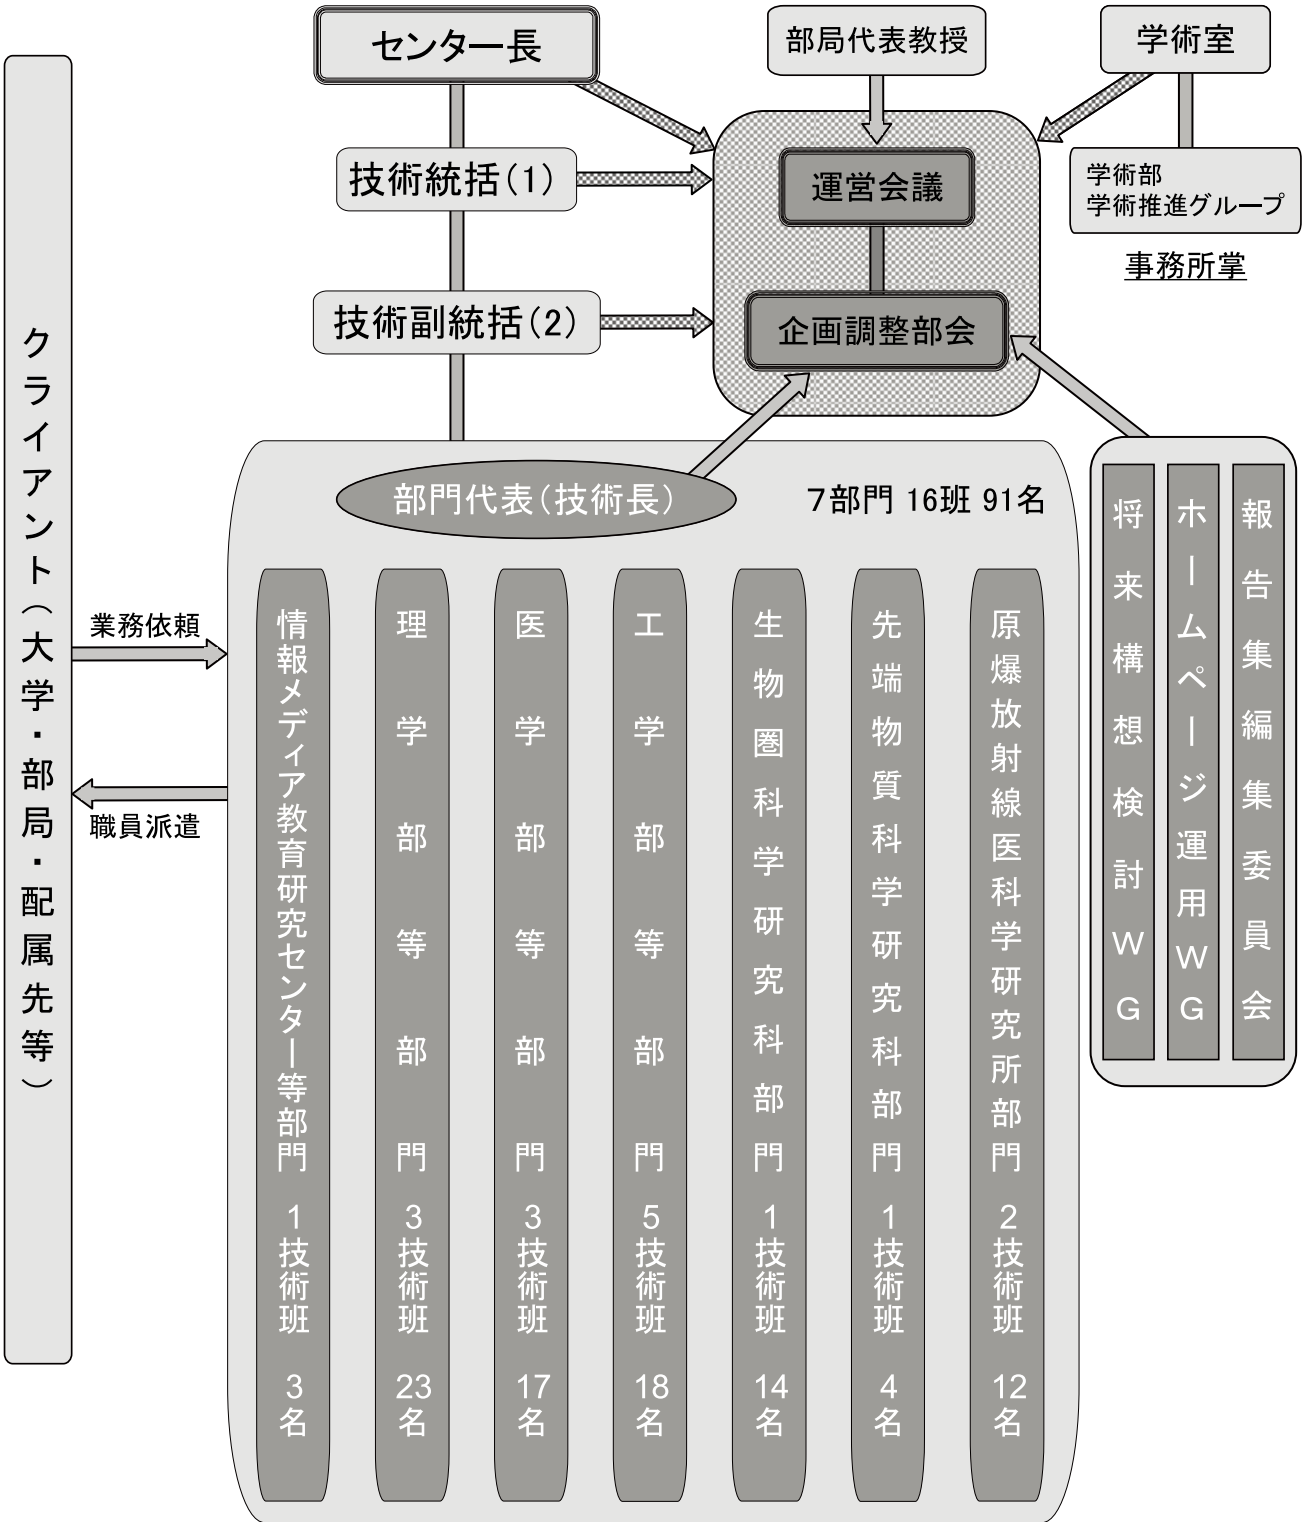 センター長
部局代表教授
学術室
技術統括(1)
運営会議
学術部
学術推進グループ
事務所掌
技術副統括(2)
企画調整部会
クライアント(大学・部局・配属先等)
業務依頼
職員派遣
部門代表(技術長)
7部門 16班 91名
情報メディア教育研究センター等部門 1技術班 3名
理学部等部門 3技術班 23名
医学部等部門 3技術班 17名
工学部等部門 5技術班 18名
生物圏科学研究科部門 1技術班 14名
先端物質科学研究科部門 1技術班 4名
原爆放射線医科学研究所部門 2技術班 12名
将来構想検討WG
ホームページ運用WG
報告集編集委員会